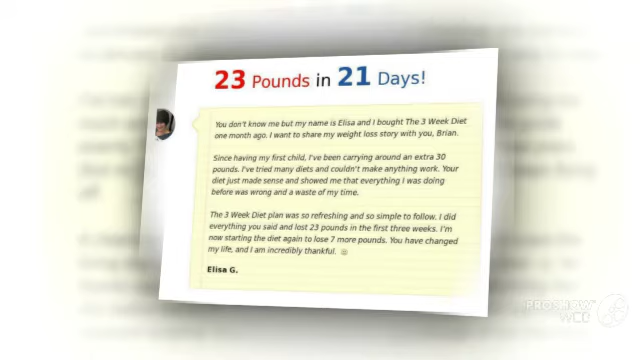 23 Pounds in 21 Days!
You don't know me but my name is Elisa and I bought The 3 Week Diet
one month ago. I want to share my weight loss story with you, Brian.
Since having my first child, I've been carrying around an extra 30
pounds. I've tried many diets and couldn't make anything work. Your
diet just made sense and showed me that everything I was doing
before was wrong and a waste of my time.
The 3 Week Diet plan was so refreshing and so simple to follow. I did
everything you said and lost 23 pounds in the first three weeks. I'm
now starting the diet again to lose 7 more pounds. You have changed
my life, and I am incredibly thankful.
Elisa G.
PROSHOW
WEB